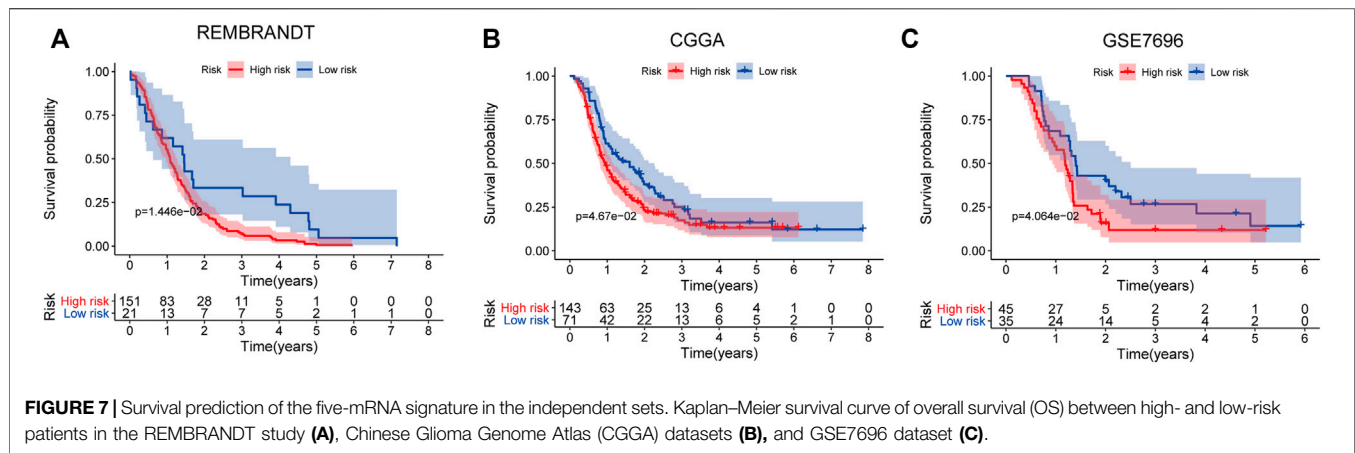 A
REMBRANDT
Risk High risk Low risk
Survival probability
1.00
0.75
0.50
0.25
0.00
p=1.446e−02
0 1 2 3 4 5 6 7 8
Time(years)
Risk
High risk 151 83 28 11 5 1 0 0 0
Low risk 21 13 7 7 5 2 1 1 0
0 1 2 3 4 5 6 7 8
Time(years)
B
CGGA
Risk High risk Low risk
Survival probability
1.00
0.75
0.50
0.25
0.00
p=4.67e−02
0 1 2 3 4 5 6 7 8
Time(years)
Risk
High risk 143 63 25 13 6 4 1 0 0
Low risk 71 42 22 13 6 5 2 1 0
0 1 2 3 4 5 6 7 8
Time(years)
C
GSE7696
Risk High risk Low risk
Survival probability
1.00
0.75
0.50
0.25
0.00
p=4.064e−02
0 1 2 3 4 5 6
Time(years)
Risk
High risk 45 27 5 2 2 1 0
Low risk 35 24 14 5 4 2 0
0 1 2 3 4 5 6
Time(years)
FIGURE 7 | Survival prediction of the five-mRNA signature in the independent sets. Kaplan–Meier survival curve of overall survival (OS) between high- and low-risk
patients in the REMBRANDT study (A), Chinese Glioma Genome Atlas (CGGA) datasets (B), and GSE7696 dataset (C).